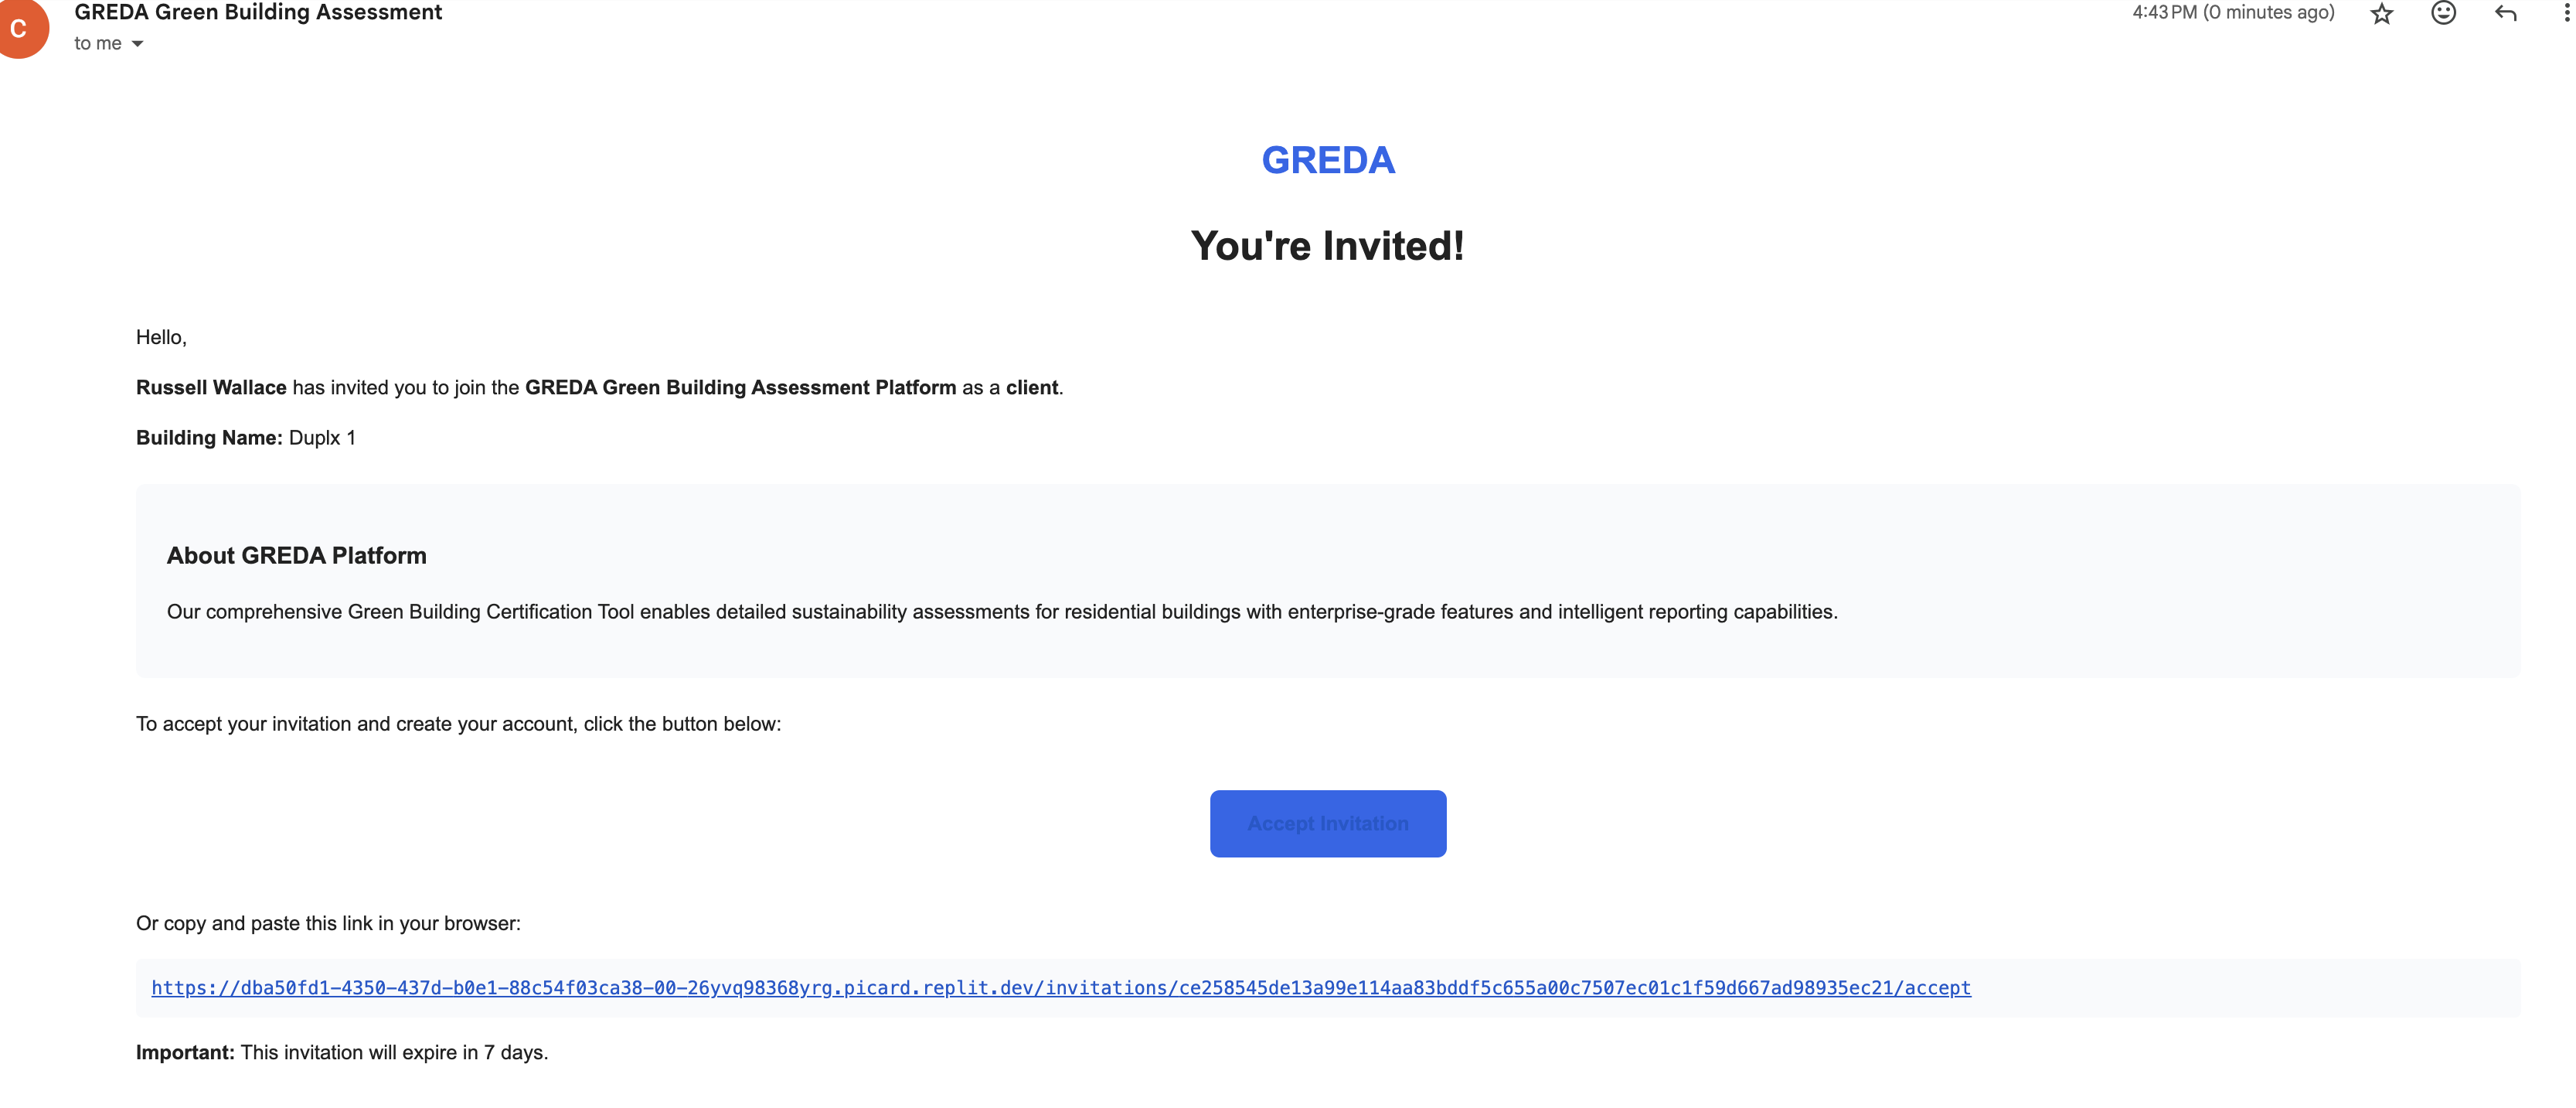 C
GREDA Green Building Assessment
4:43 PM (0 minutes ago)
to me
GREDA
You're Invited!
Hello,
Russell Wallace has invited you to join the GREDA Green Building Assessment Platform as a client.
Building Name: Duplx 1
About GREDA Platform
Our comprehensive Green Building Certification Tool enables detailed sustainability assessments for residential buildings with enterprise-grade features and intelligent reporting capabilities.
To accept your invitation and create your account, click the button below:
Accept Invitation
Or copy and paste this link in your browser:
https://dba50fd1-4350-437d-b0e1-88c54f03ca38-00-26yvq98368yrg.picard.replit.dev/invitations/ce258545de13a99e114aa83bddf5c655a00c7507ec01c1f59d667ad98935ec21/accept
Important: This invitation will expire in 7 days.